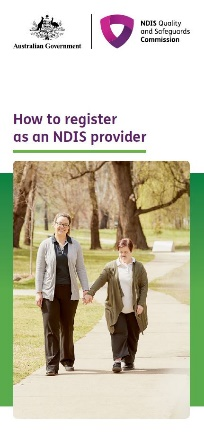 Australian Government
NDIS Quality
and Safeguards
Commission
How to register
as an NDIS provider